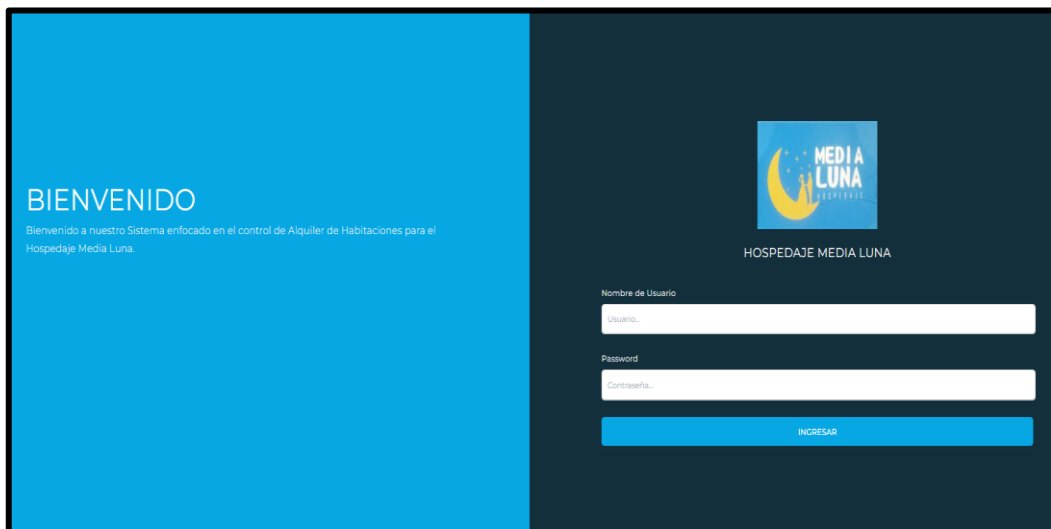 BIENVENIDO
Bienvenido a nuestro Sistema enfocado en el control de Alquiler de Habitaciones para el
Hospedaje Media Luna.
MEDIA
LUNA
HOSPEDAJE
HOSPEDAJE MEDIA LUNA
Nombre de Usuario
Usuario...
Password
Contraseña...
INGRESAR